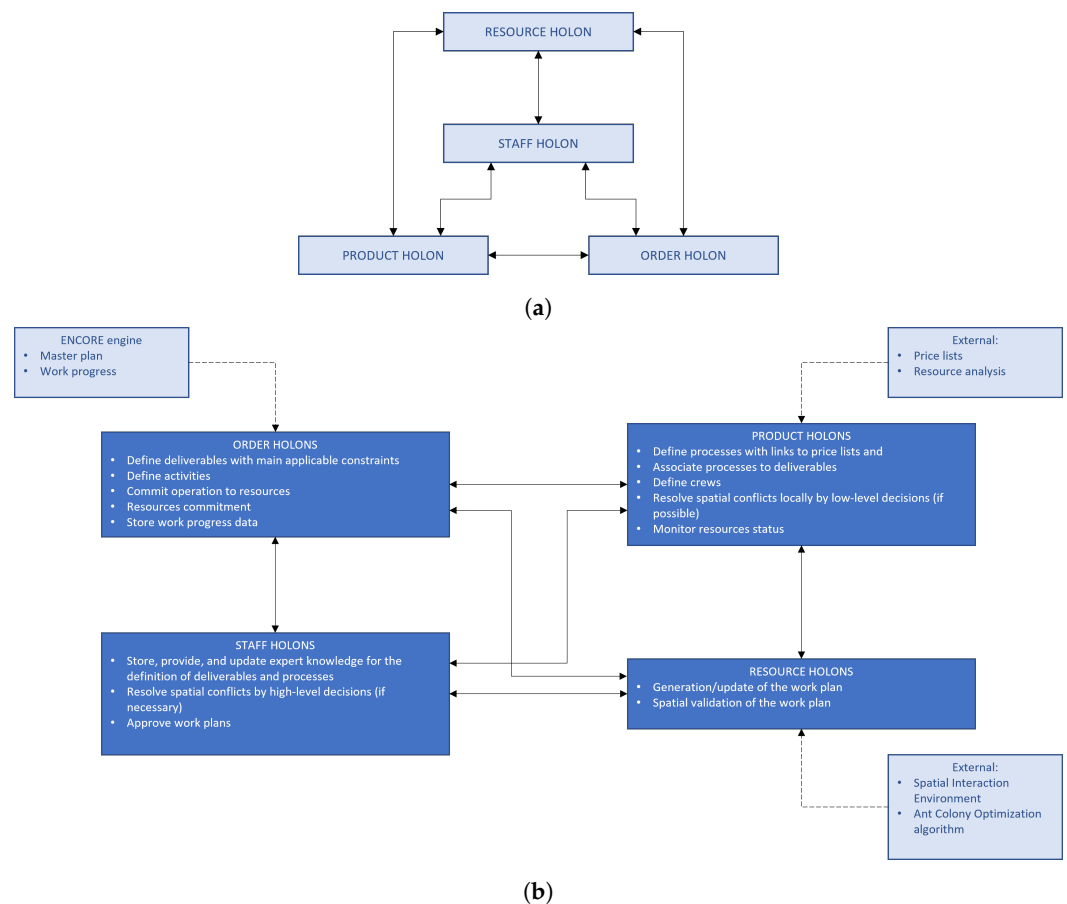 RESOURCE HOLON
STAFF HOLON
PRODUCT HOLON
ORDER HOLON
(a)
ENCORE engine
• Master plan
• Work progress
External:
• Price lists
• Resource analysis
ORDER HOLONS
• Define deliverables with main applicable constraints
• Define activities
• Commit operation to resources
• Resources commitment
• Store work progress data
PRODUCT HOLONS
• Define processes with links to price lists and
• Associate processes to deliverables
• Define crews
• Resolve spatial conflicts locally by low-level decisions (if
possible)
• Monitor resources status
STAFF HOLONS
• Store, provide, and update expert knowledge for the
definition of deliverables and processes
• Resolve spatial conflicts by high-level decisions (if
necessary)
• Approve work plans
RESOURCE HOLONS
• Generation/update of the work plan
• Spatial validation of the work plan
External:
• Spatial Interaction
Environment
• Ant Colony Optimization
algorithm
(b)